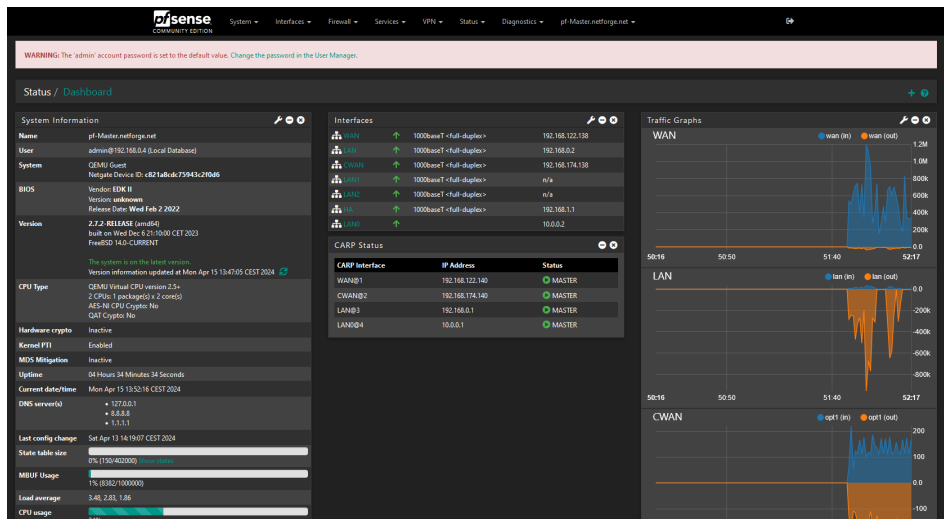 pfsense
COMMUNITY EDITION
System
Interfaces
Firewall
Services
VPN
Status
Diagnostics
pf-Master.netforge.net
WARNING: The 'admin' account password is set to the default value. Change the password in the User Manager.
Status / Dashboard
System Information
Name pf-Master.netforge.net
User admin@192.168.0.4 (Local Database)
System QEMU Guest
Netgate Device ID: c821a8cdc75943c2f0d6
BIOS Vendor: EDK II
Version: unknown
Release Date: Wed Feb 2 2022
Version 2.7.2-RELEASE (amd64)
built on Wed Dec 6 21:10:00 CET 2023
FreeBSD 14.0-CURRENT
The system is on the latest version.
Version information updated at Mon Apr 15 13:47:05 CEST 2024
CPU Type QEMU Virtual CPU version 2.5+
2 CPUs: 1 package(s) x 2 core(s)
AES-NI CPU Crypto: No
QAT Crypto: No
Hardware crypto Inactive
Kernel PTI Enabled
MDS Mitigation Inactive
Uptime 04 Hours 34 Minutes 34 Seconds
Current date/time Mon Apr 15 13:52:16 CEST 2024
DNS server(s) • 127.0.0.1
• 8.8.8.8
• 1.1.1.1
Last config change Sat Apr 13 14:19:07 CEST 2024
State table size
0% (150/402000) Show states
MBUF Usage
1% (8382/1000000)
Load average 3.48, 2.83, 1.86
CPU usage
Interfaces
WAN 1000baseT <full-duplex> 192.168.122.138
LAN 1000baseT <full-duplex> 192.168.0.2
CWAN 1000baseT <full-duplex> 192.168.174.138
LAN1 1000baseT <full-duplex> n/a
LAN2 1000baseT <full-duplex> n/a
HA 1000baseT <full-duplex> 192.168.1.1
LAN0 10.0.0.2
CARP Status
CARP Interface IP Address Status
WAN@1 192.168.122.140 MASTER
CWAN@2 192.168.174.140 MASTER
LAN@3 192.168.0.1 MASTER
LAN0@4 10.0.0.1 MASTER
Traffic Graphs
WAN
wan (in) wan (out)
1.2M
1.0M
800k
600k
400k
200k
0.0
50:16 50:50 51:40 52:17
LAN
lan (in) lan (out)
0.0
-200k
-400k
-600k
-800k
50:16 50:50 51:40 52:17
CWAN
opt1 (in) opt1 (out)
200
100
0.0
-100